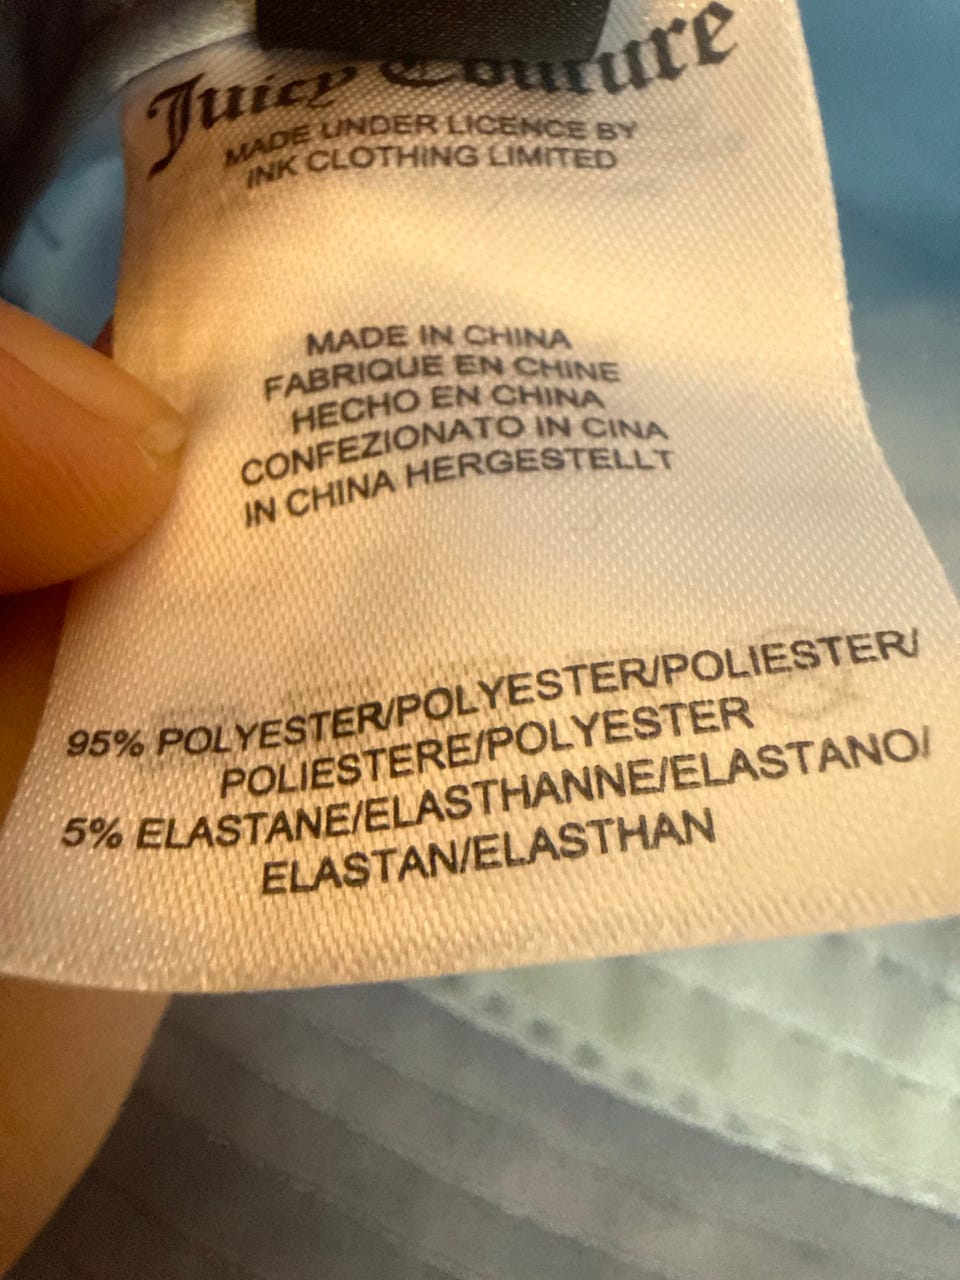 Juicy Couture
MADE UNDER LICENCE BY
INK CLOTHING LIMITED
MADE IN CHINA
FABRIQUE EN CHINE
HECHO EN CHINA
CONFEZIONATO IN CINA
IN CHINA HERGESTELLT
95% POLYESTER/POLYESTER/POLIESTER/
POLIESTERE/POLYESTER
5% ELASTANE/ELASTHANNE/ELASTANO/
ELASTAN/ELASTHAN